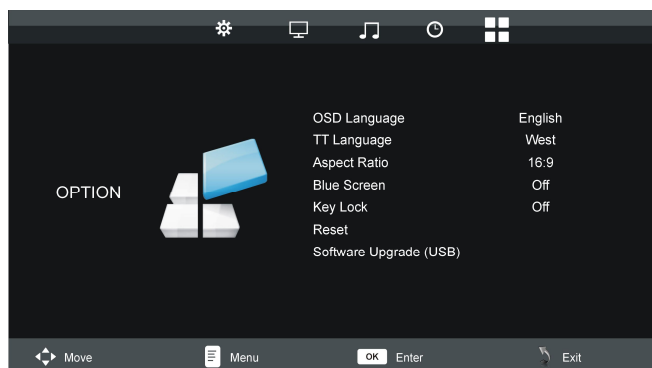 OSD Language English
TT Language West
Aspect Ratio 16:9
OPTION
Blue Screen Off
Key Lock Off
Reset
Software Upgrade (USB)
Move
Menu
OK Enter
Exit